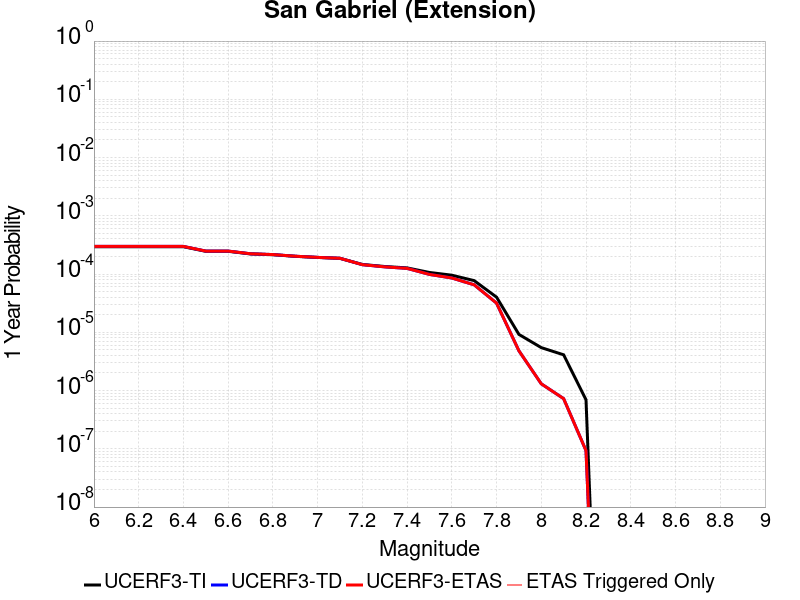 San Gabriel (Extension)
10^0
10^-1
10^-2
10^-3
10^-4
10^-5
10^-6
10^-7
10^-8
1 Year Probability
6 6.2 6.4 6.6 6.8 7 7.2 7.4 7.6 7.8 8 8.2 8.4 8.6 8.8 9
Magnitude
UCERF3-TI UCERF3-TD UCERF3-ETAS ETAS Triggered Only